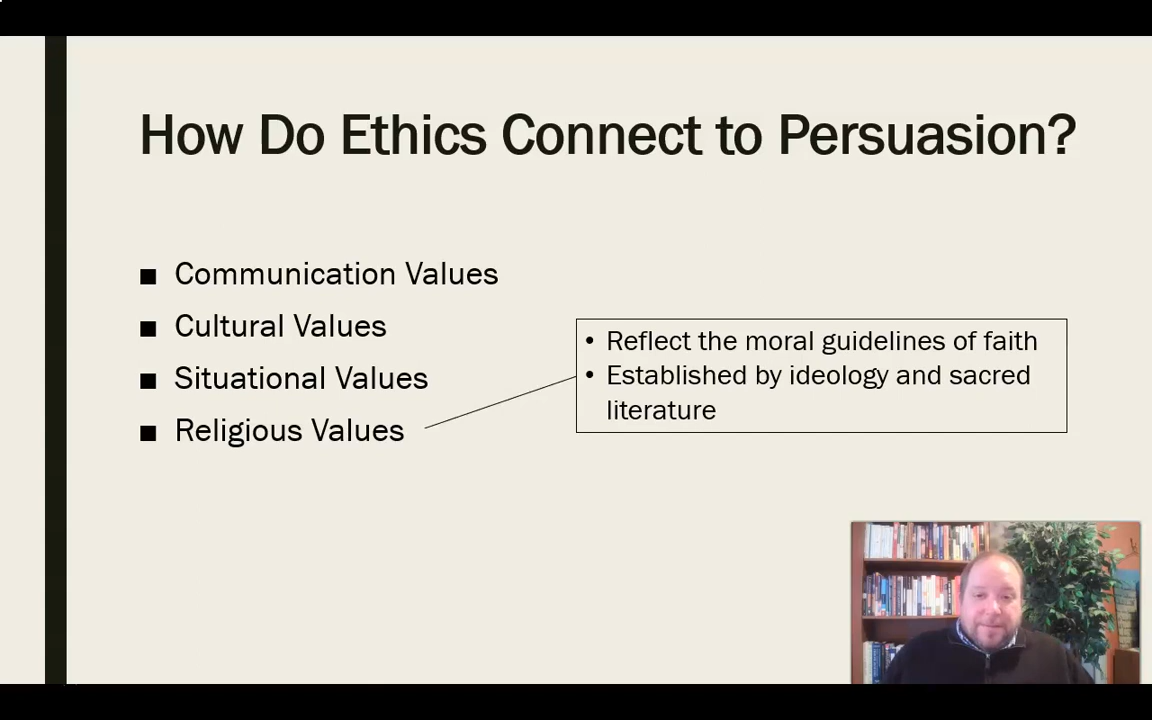 How Do Ethics Connect to Persuasion?
■ Communication Values
■ Cultural Values
■ Situational Values
■ Religious Values
• Reflect the moral guidelines of faith
• Established by ideology and sacred
literature